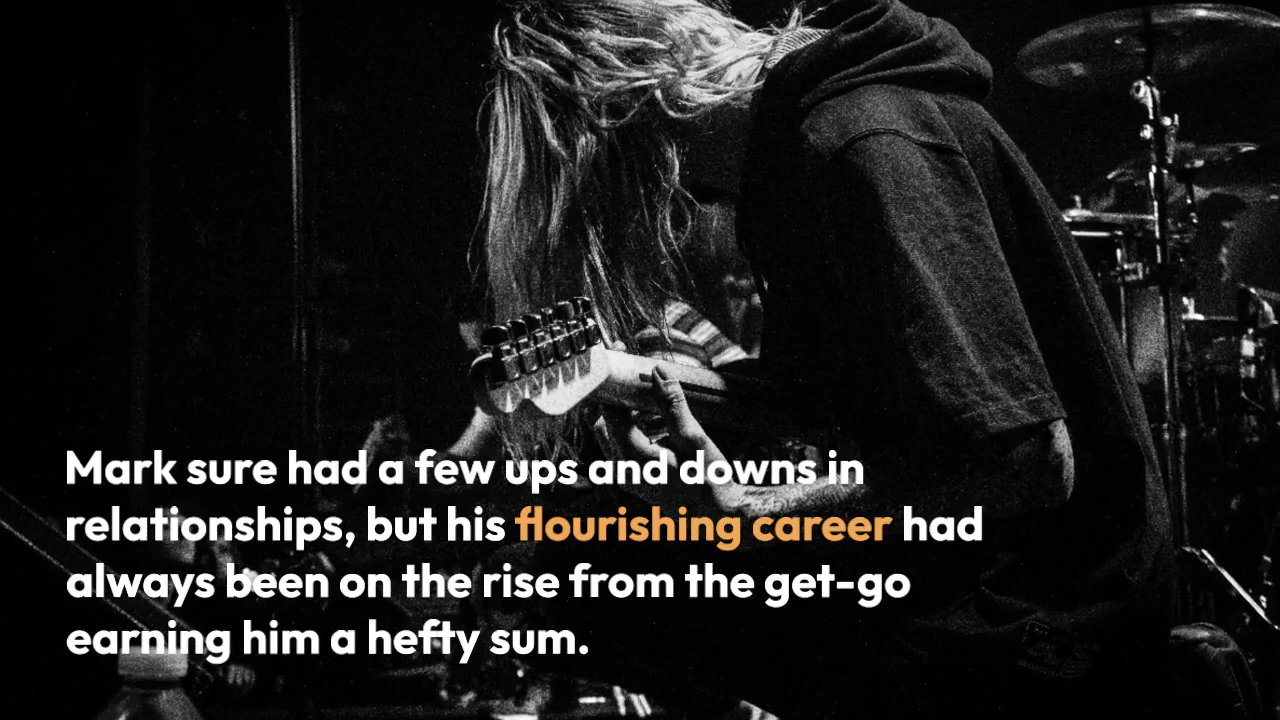 Mark sure had a few ups and downs in
relationships, but his flourishing career had
always been on the rise from the get-go
earning him a hefty sum.